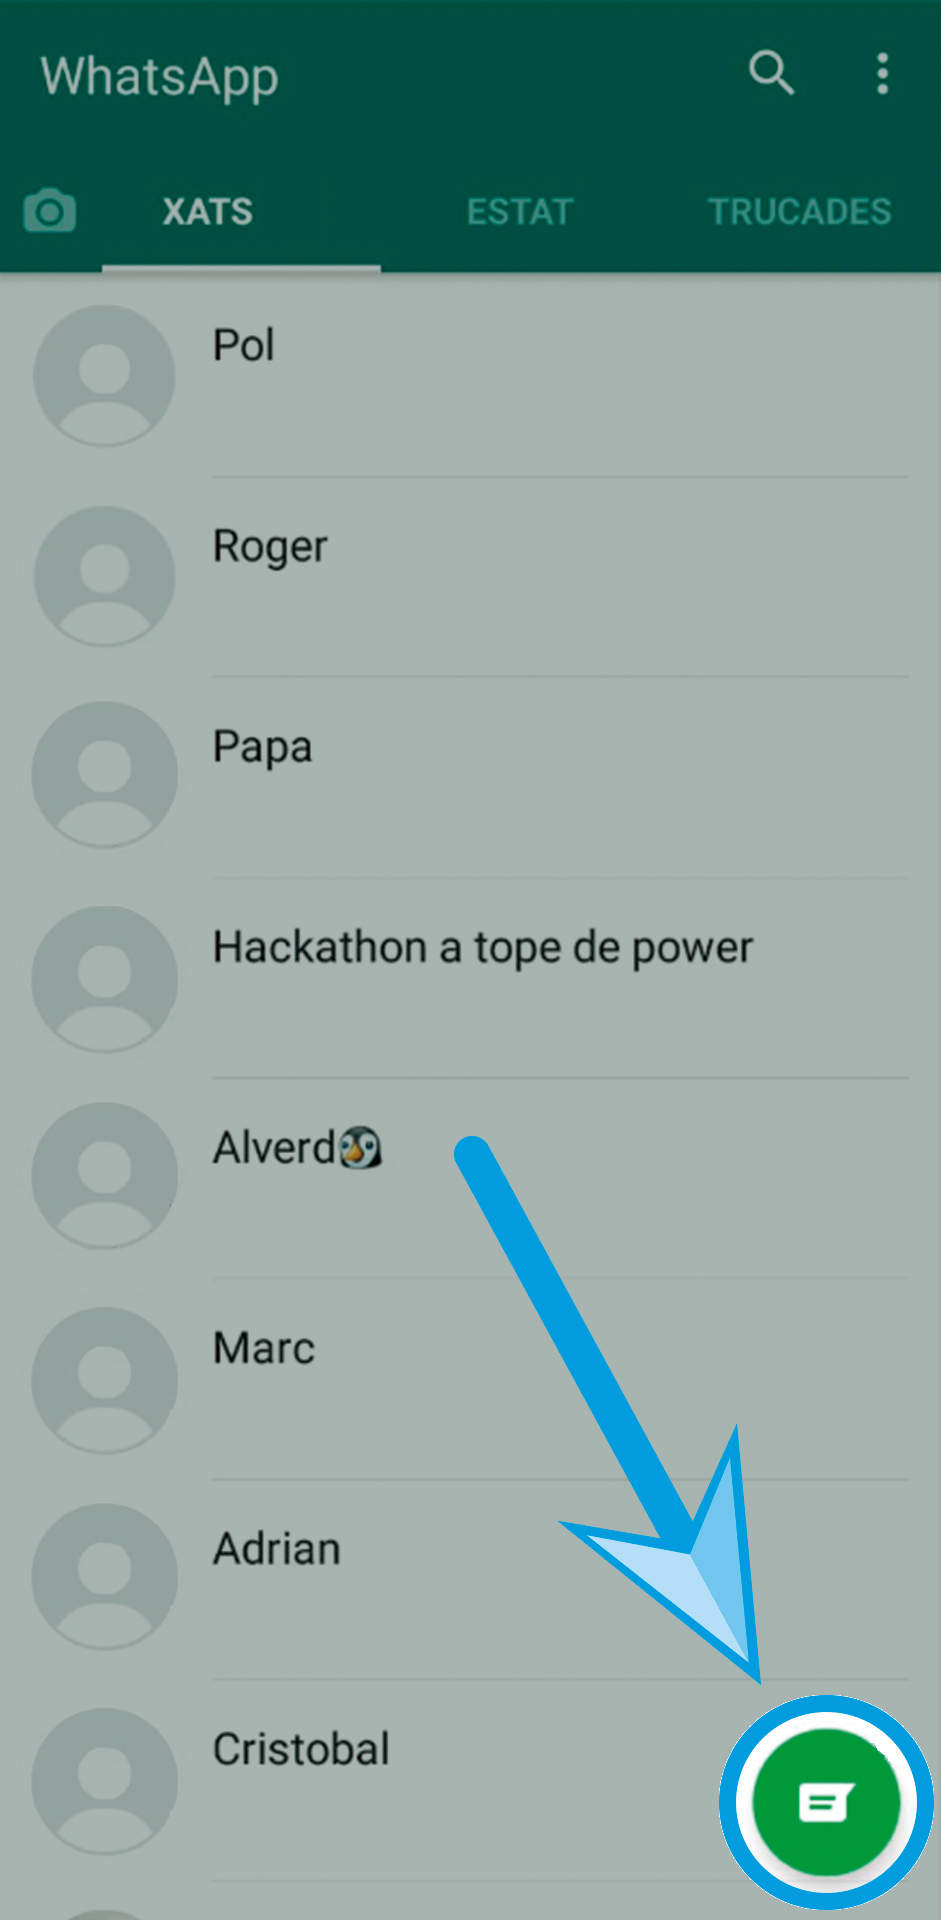 WhatsApp
XATS ESTAT TRUCADES
Pol
Roger
Papa
Hackathon a tope de power
Alverd🐧
Marc
Adrian
Cristobal